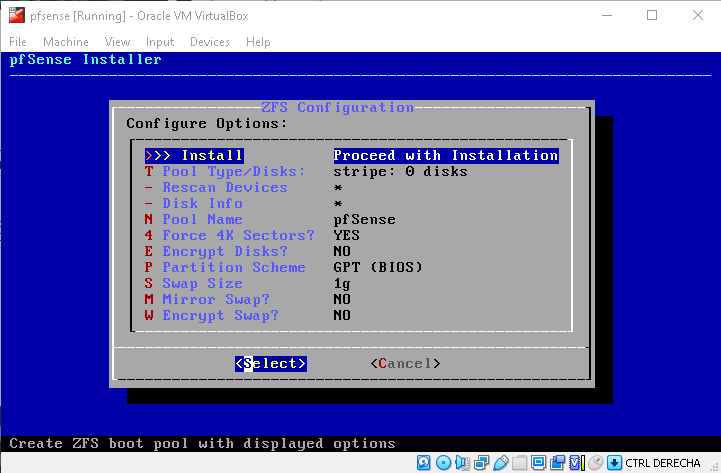 pfsense [Running] - Oracle VM VirtualBox
File Machine View Input Devices Help
pfSense Installer
ZFS Configuration
Configure Options:
>>> Install Proceed with Installation
T Pool Type/Disks: stripe: 0 disks
- Rescan Devices *
- Disk Info *
N Pool Name pfSense
4 Force 4K Sectors? YES
E Encrypt Disks? NO
P Partition Scheme GPT (BIOS)
S Swap Size 1g
M Mirror Swap? NO
W Encrypt Swap? NO
<Select> <Cancel>
Create ZFS boot pool with displayed options
CTRL DERECHA